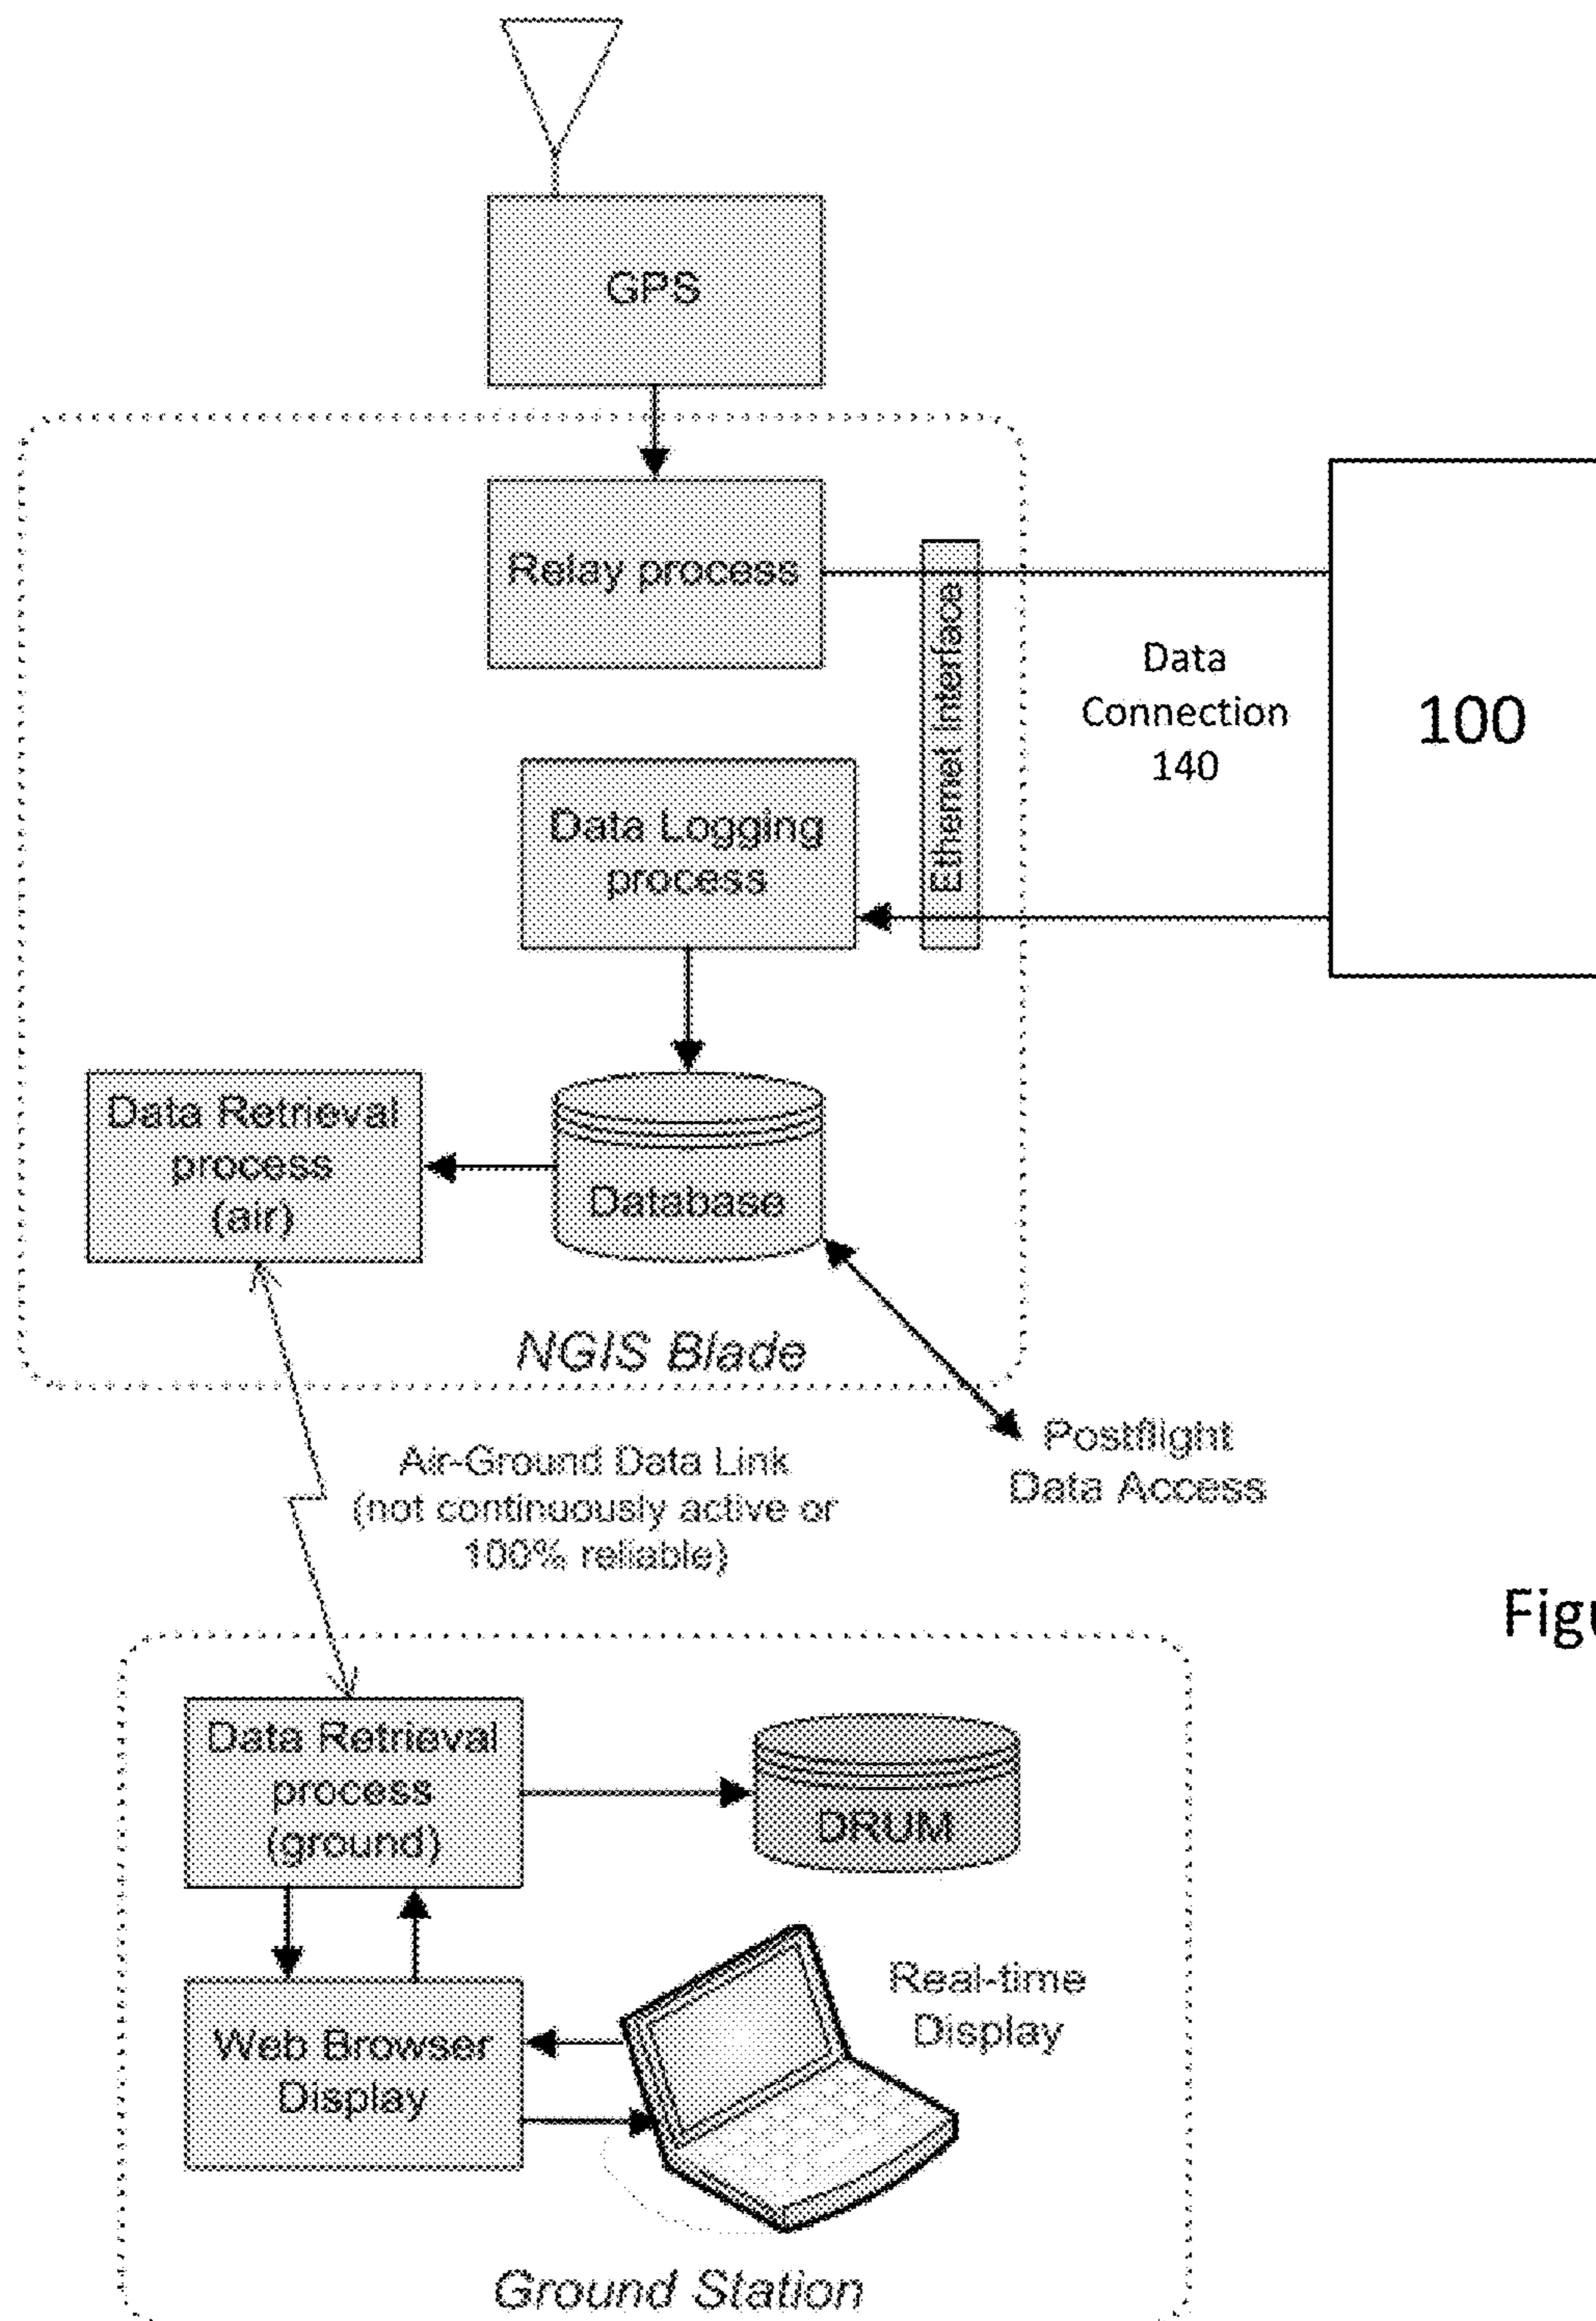 GPS
Relay process
Ethernet Interface
Data
Connection
140
100
Data Logging
process
Data Retrieval
process
(air)
Database
NGIS Blade
Postflight
Data Access
Air-Ground Data Link
(not continuously active or
100% reliable)
Figu
Data Retrieval
process
(ground)
DRUM
Web Browser
Display
Real-time
Display
Ground Station